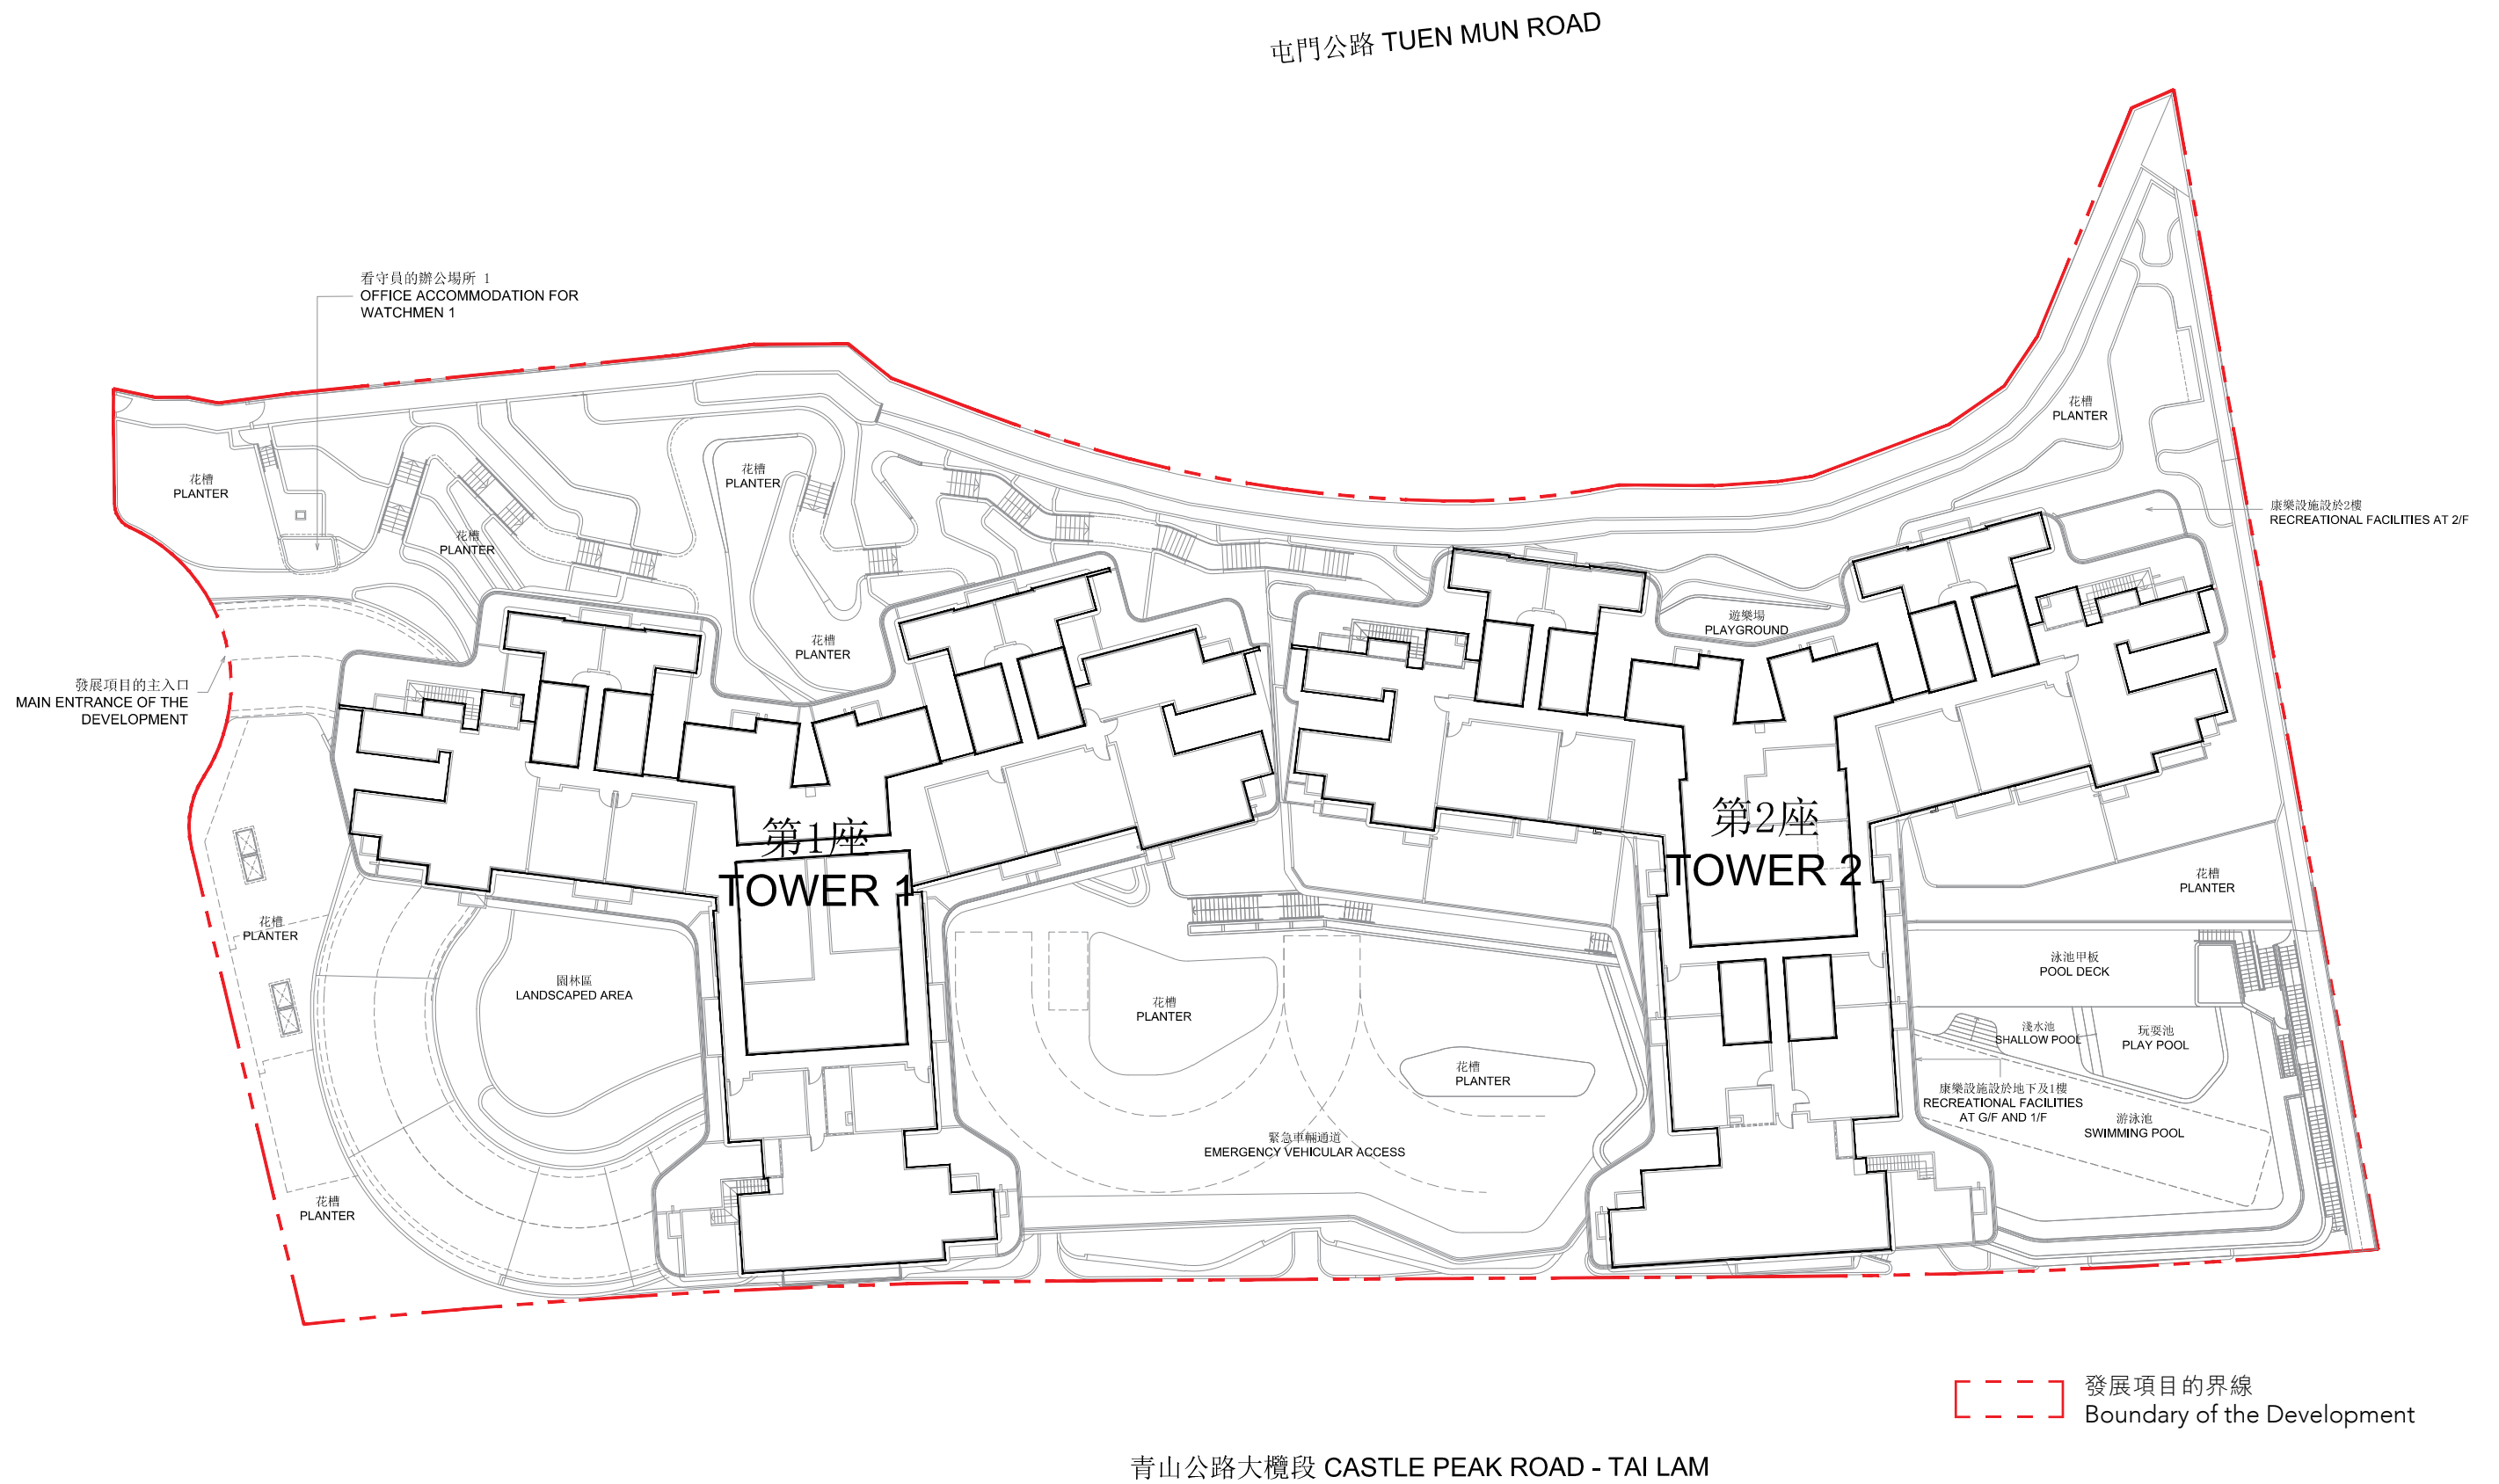 屯門公路 TUEN MUN ROAD
看守員的辦公場所 1
OFFICE ACCOMMODATION FOR
WATCHMEN 1
花槽
PLANTER
花槽
PLANTER
花槽
PLANTER
花槽
PLANTER
花槽
PLANTER
康樂設施設於2樓
RECREATIONAL FACILITIES AT 2/F
遊樂場
PLAYGROUND
發展項目的主入口
MAIN ENTRANCE OF THE
DEVELOPMENT
第1座
TOWER 1
第2座
TOWER 2
花槽
PLANTER
花槽
PLANTER
園林區
LANDSCAPED AREA
花槽
PLANTER
花槽
PLANTER
泳池甲板
POOL DECK
淺水池
SHALLOW POOL
玩耍池
PLAY POOL
康樂設施設於地下及1樓
RECREATIONAL FACILITIES
AT G/F AND 1/F
游泳池
SWIMMING POOL
緊急車輛通道
EMERGENCY VEHICULAR ACCESS
花槽
PLANTER
發展項目的界線
Boundary of the Development
青山公路大欖段 CASTLE PEAK ROAD - TAI LAM